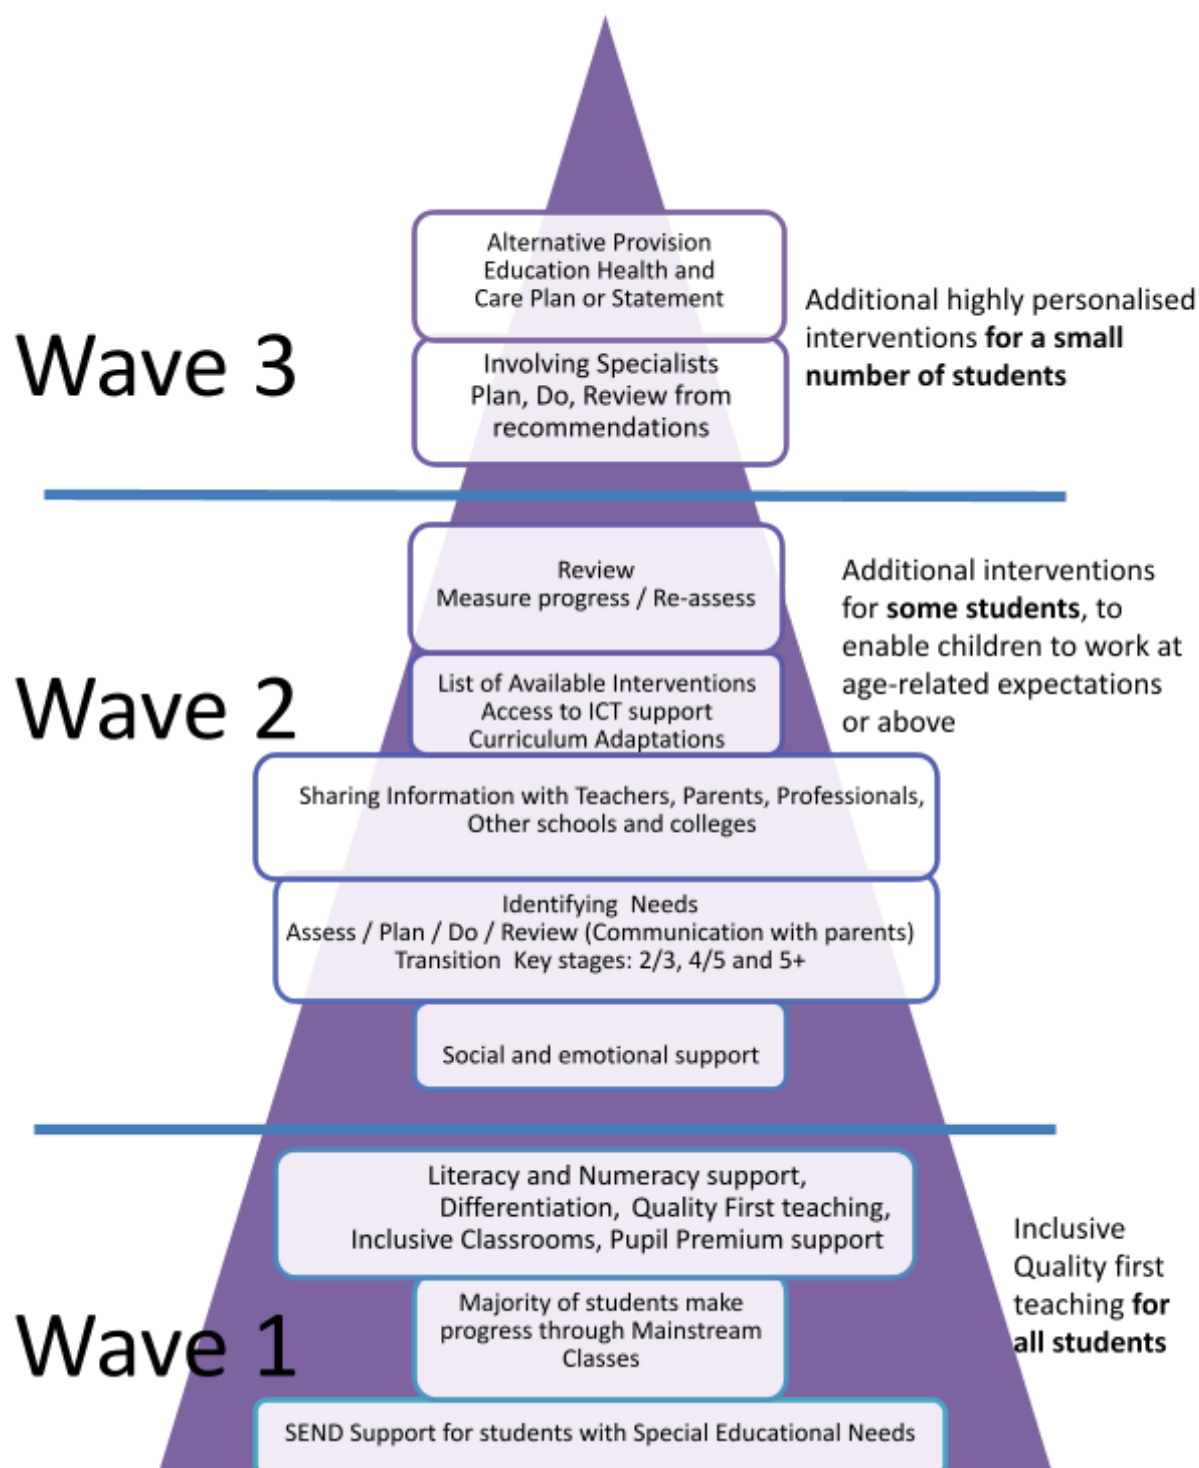 Alternative Provision
Education Health and
Care Plan or Statement
Wave 3
Involving Specialists
Plan, Do, Review from
recommendations
Additional highly personalised
interventions for a small
number of students
Review
Measure progress / Re-assess
Wave 2
List of Available Interventions
Access to ICT support
Curriculum Adaptations
Additional interventions
for some students, to
enable children to work at
age-related expectations
or above
Sharing Information with Teachers, Parents, Professionals,
Other schools and colleges
Identifying Needs
Assess / Plan / Do / Review (Communication with parents)
Transition Key stages: 2/3, 4/5 and 5+
Social and emotional support
Literacy and Numeracy support,
Differentiation, Quality First teaching,
Inclusive Classrooms, Pupil Premium support
Inclusive
Quality first
teaching for
all students
Wave 1
Majority of students make
progress through Mainstream
Classes
SEND Support for students with Special Educational Needs